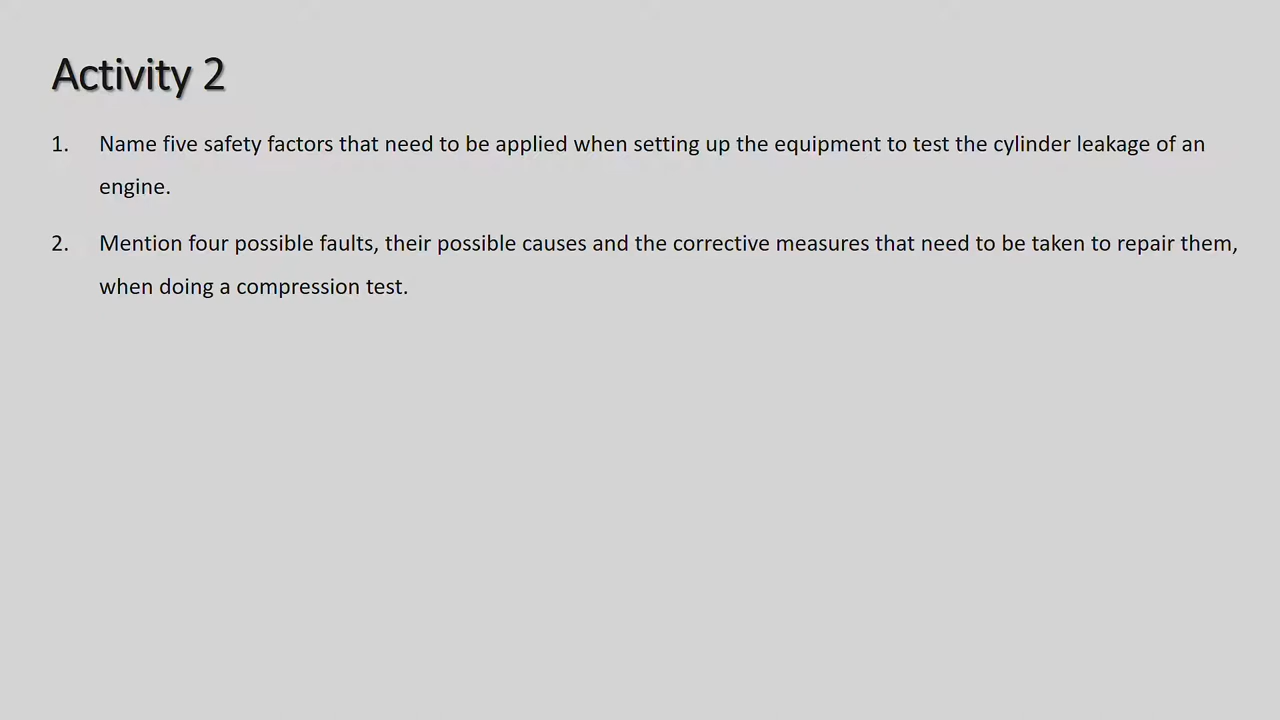 Activity 2
1. Name five safety factors that need to be applied when setting up the equipment to test the cylinder leakage of an
engine.
2. Mention four possible faults, their possible causes and the corrective measures that need to be taken to repair them,
when doing a compression test.